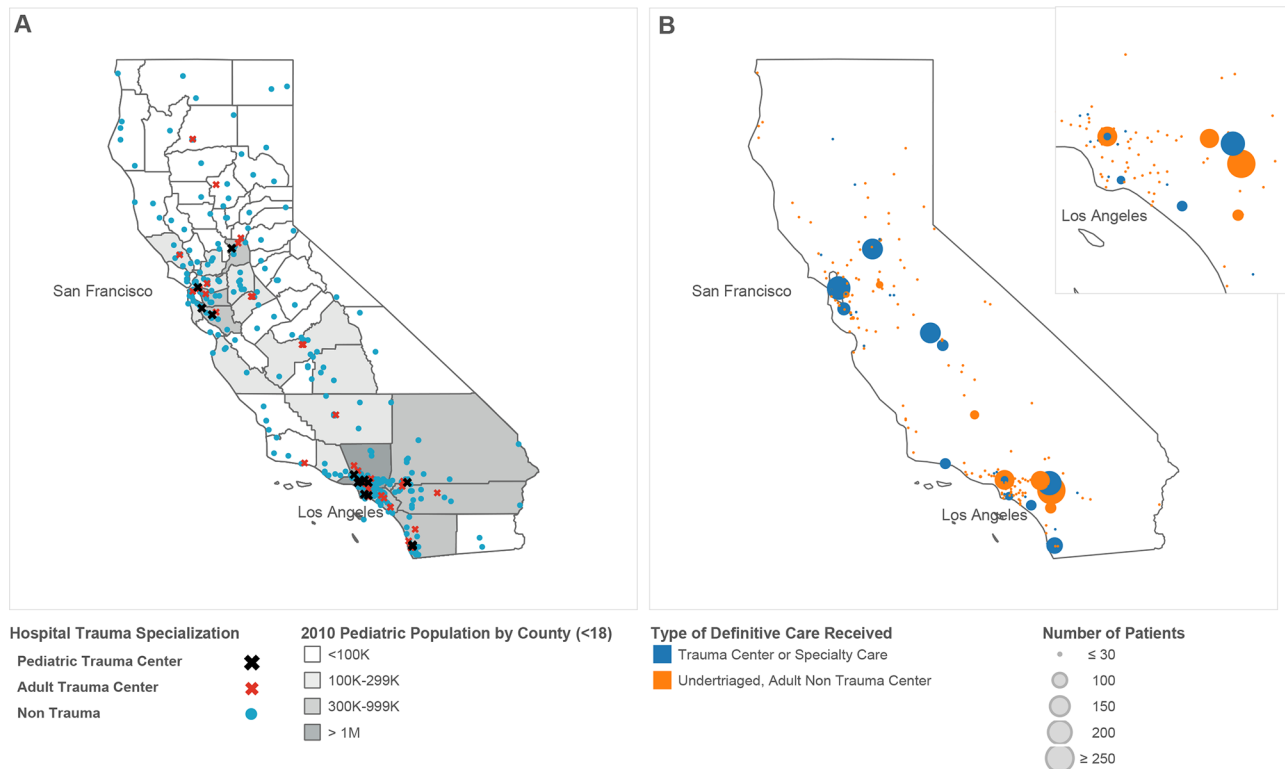 A
San Francisco
Los Angeles
B
San Francisco
Los Angeles
Los Angeles
Hospital Trauma Specialization
Pediatric Trauma Center
Adult Trauma Center
Non Trauma
2010 Pediatric Population by County (<18)
<100K
100K-299K
300K-999K
> 1M
Type of Definitive Care Received
Trauma Center or Specialty Care
Undertriaged, Adult Non Trauma Center
Number of Patients
≤ 30
100
150
200
≥ 250